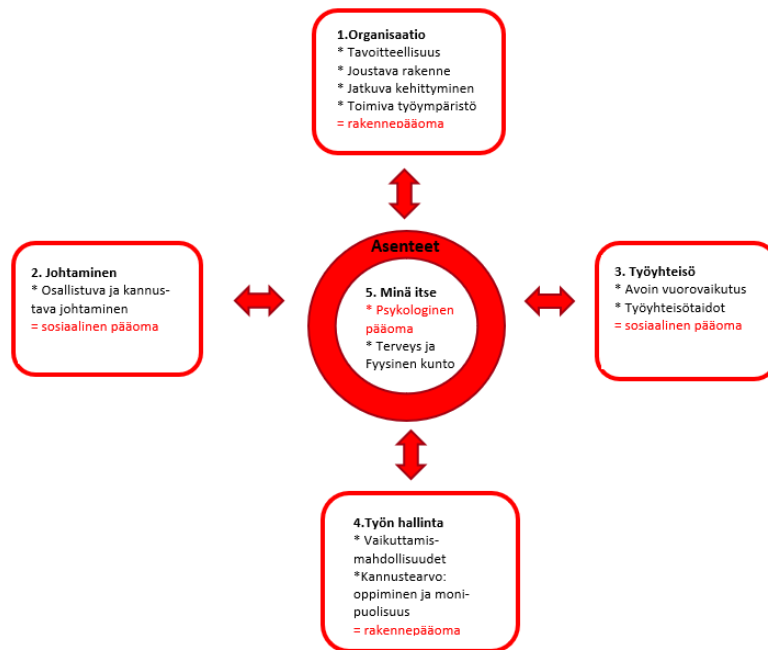 1.Organisaatio
* Tavoitteellisuus
* Joustava rakenne
* Jatkuva kehittyminen
* Toimiva työympäristö
= rakennepääoma
2. Johtaminen
* Osallistuva ja kannus-
tava johtaminen
= sosiaalinen pääoma
Asenteet
5. Minä itse
* Psykologinen
pääoma
* Terveys ja
Fyysinen kunto
3. Työyhteisö
* Avoin vuorovaikutus
* Työyhteisötaidot
= sosiaalinen pääoma
4.Työn hallinta
* Vaikuttamis-
mahdollisuudet
*Kannustearvo:
oppiminen ja moni-
puolisuus
= rakennepääoma